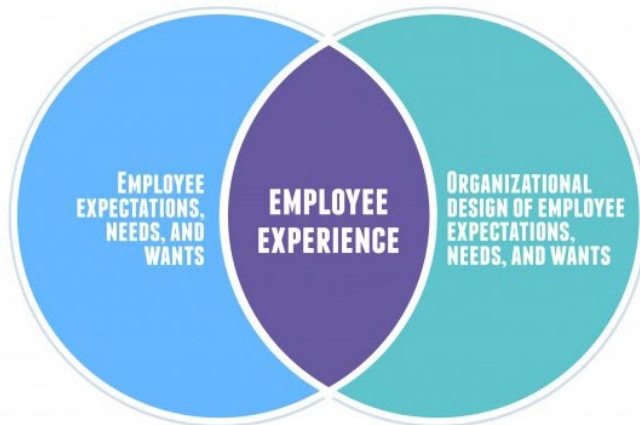 EMPLOYEE
EXPECTATIONS,
NEEDS, AND
WANTS
EMPLOYEE
EXPERIENCE
ORGANIZATIONAL
DESIGN OF EMPLOYEE
EXPECTATIONS,
NEEDS, AND WANTS